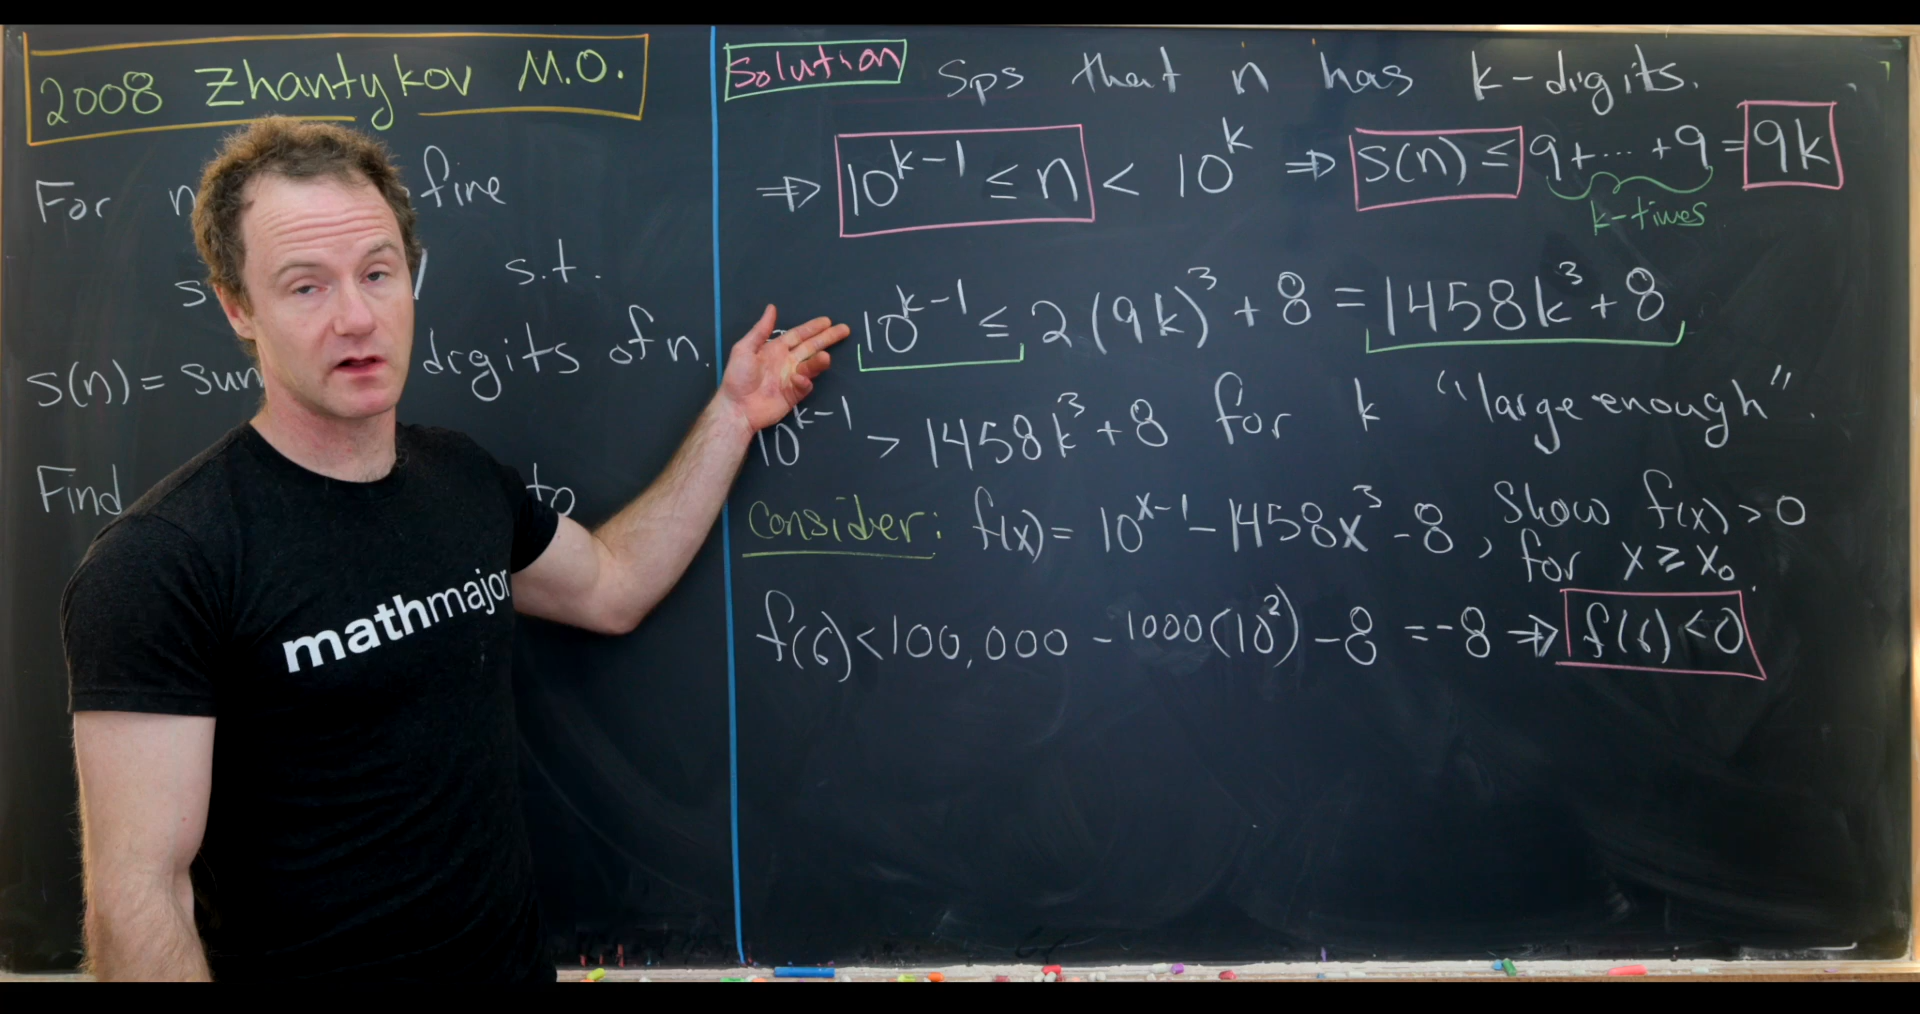 2008 Zhantykov M.O.
For n fine
s s.t.
s(n) = sum digits of n.
Find to
mathmajor
Solution Sps that n has k-digits.
⇒ 10^{k-1} ≤ n < 10^k ⇒ s(n) ≤ 9+...+9 = 9k
k-times
10^{k-1} ≤ 2(9k)^3 + 8 = 1458k^3 + 8
10^{k-1} > 1458k^3 + 8 for k "large enough".
Consider: f(x) = 10^{x-1} - 1458x^3 - 8, Show f(x) > 0
for x ≥ x_0.
f(6) < 100,000 - 1000(10^2) - 8 = -8 ⇒ f(6) < 0